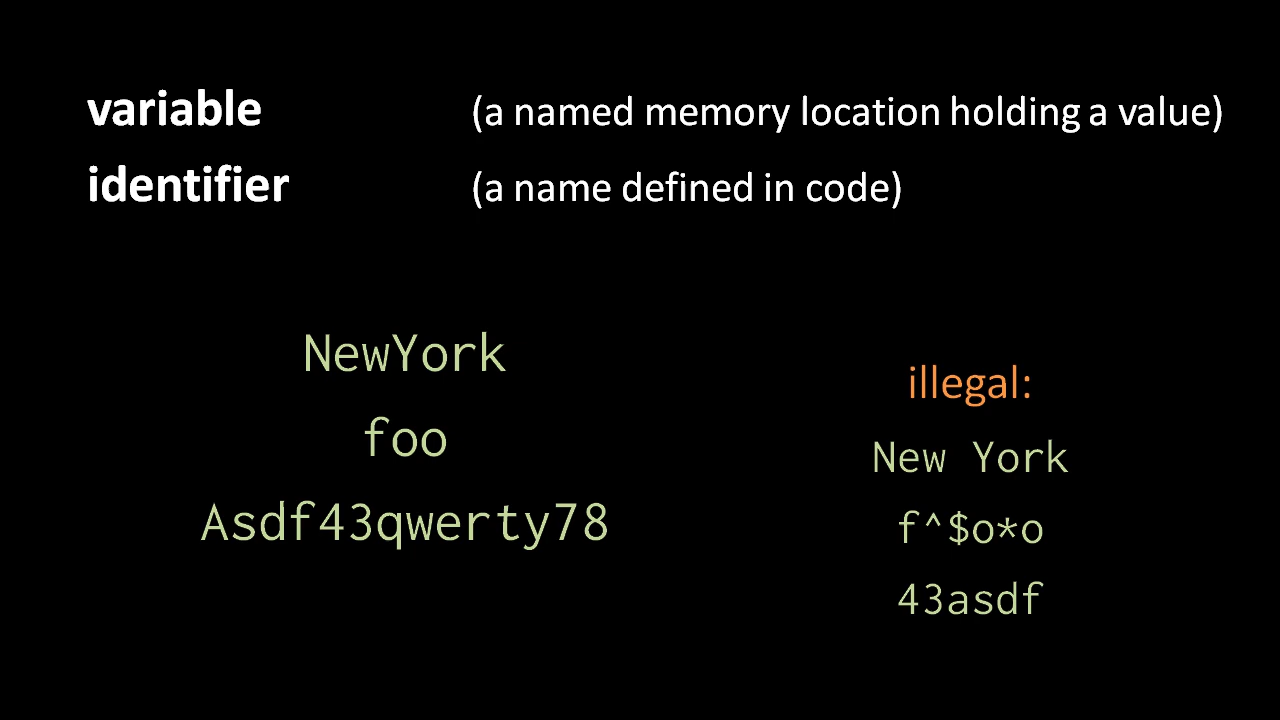 variable (a named memory location holding a value)
identifier (a name defined in code)
NewYork
foo
Asdf43qwerty78
illegal:
New York
f^$o*o
43asdf